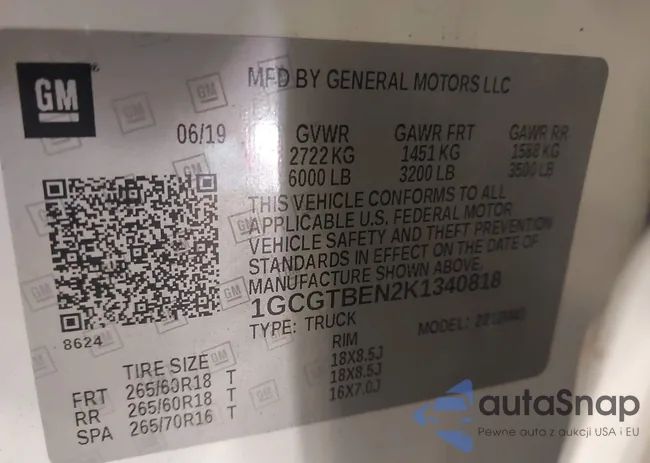 GM
MFD BY GENERAL MOTORS LLC
06/19 GVWR GAWR FRT GAWR RR
2722 KG 1451 KG 1588 KG
6000 LB 3200 LB 3500 LB
THIS VEHICLE CONFORMS TO ALL
APPLICABLE U.S. FEDERAL MOTOR
VEHICLE SAFETY AND THEFT PREVENTION
STANDARDS IN EFFECT ON THE DATE OF
MANUFACTURE SHOWN ABOVE.
1GCGTBEN2K1340818
TYPE: TRUCK MODEL:
8624
TIRE SIZE RIM
FRT 265/60R18 T 18X8.5J
RR 265/60R18 T 18X8.5J
SPA 265/70R16 T 16X7.0J
autoSnap
Pewne auta z aukcji USA i EU